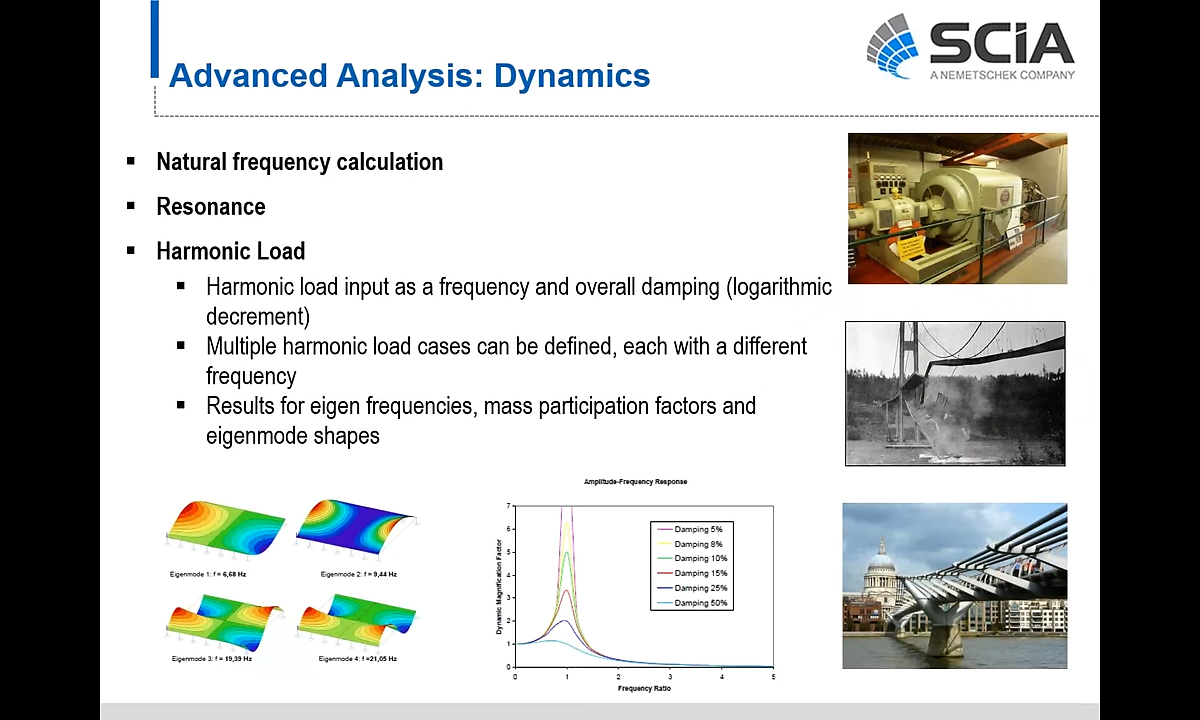 SCiA
A NEMETSCHEK COMPANY
Advanced Analysis: Dynamics
Natural frequency calculation
Resonance
Harmonic Load
Harmonic load input as a frequency and overall damping (logarithmic
decrement)
Multiple harmonic load cases can be defined, each with a different
frequency
Results for eigen frequencies, mass participation factors and
eigenmode shapes
Eigenmode 1: f = 6,68 Hz
Eigenmode 2: f = 9,44 Hz
Eigenmode 3: f = 19,39 Hz
Eigenmode 4: f =21,05 Hz
Amplitude-Frequency Response
Dynamic Magnification Factor
7
6
5
4
3
2
1
0
Damping 5%
Damping 8%
Damping 10%
Damping 15%
Damping 25%
Damping 50%
0 1 2 3 4 5
Frequency Ratio